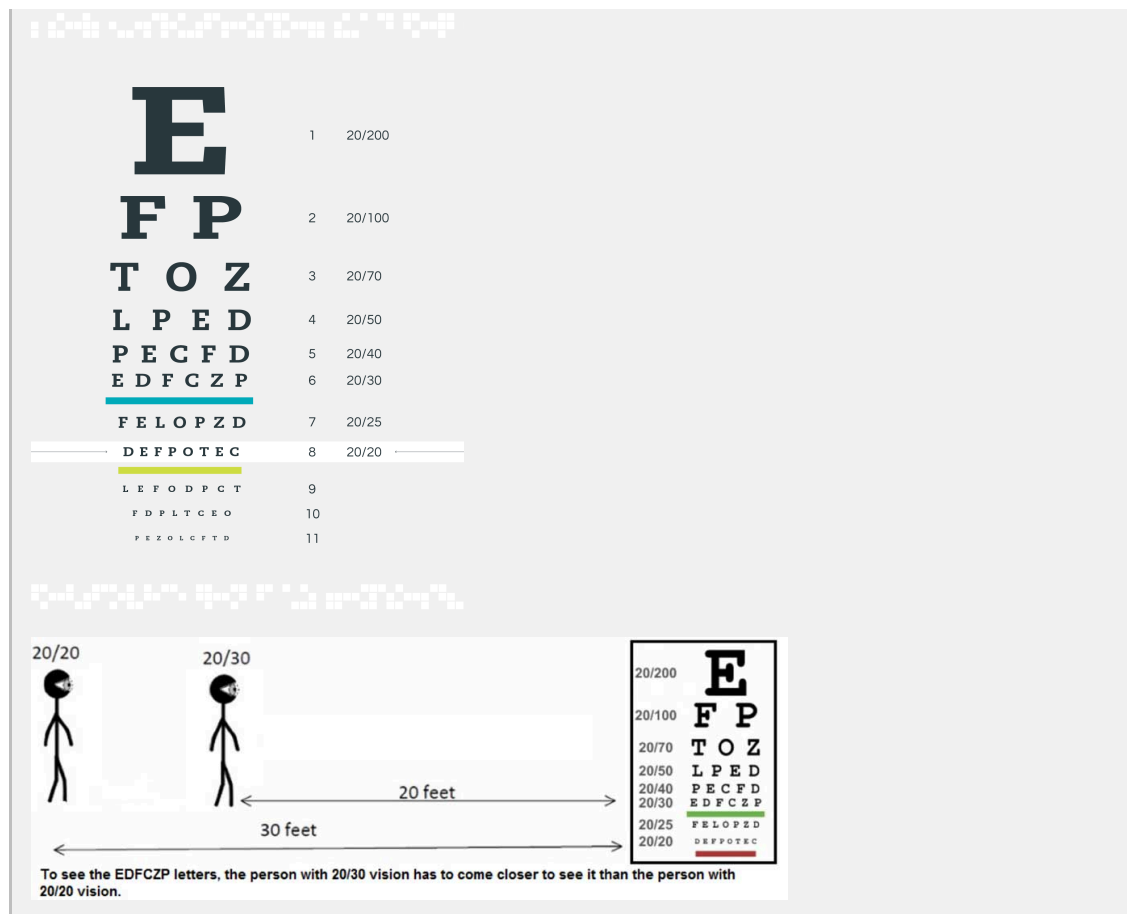 E 1 20/200
F P 2 20/100
T O Z 3 20/70
L P E D 4 20/50
P E C F D 5 20/40
E D F C Z P 6 20/30
F E L O P Z D 7 20/25
D E F P O T E C 8 20/20
L E F O D P C T 9
F D P L T C E O 10
P E Z O L C F T D 11
20/20
20/30
20 feet
30 feet
20/200 E
20/100 F P
20/70 T O Z
20/50 L P E D
20/40 P E C F D
20/30 E D F C Z P
20/25 F E L O P Z D
20/20 D E F P O T E C
To see the EDFCZP letters, the person with 20/30 vision has to come closer to see it than the person with
20/20 vision.